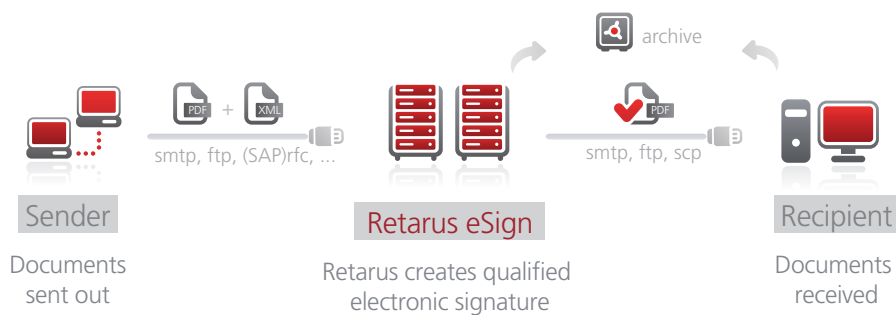 archive
PDF + XML
PDF
smtp, ftp, (SAP)rfc, ...
smtp, ftp, scp
Sender
Retarus eSign
Recipient
Documents
sent out
Retarus creates qualified
electronic signature
Documents
received